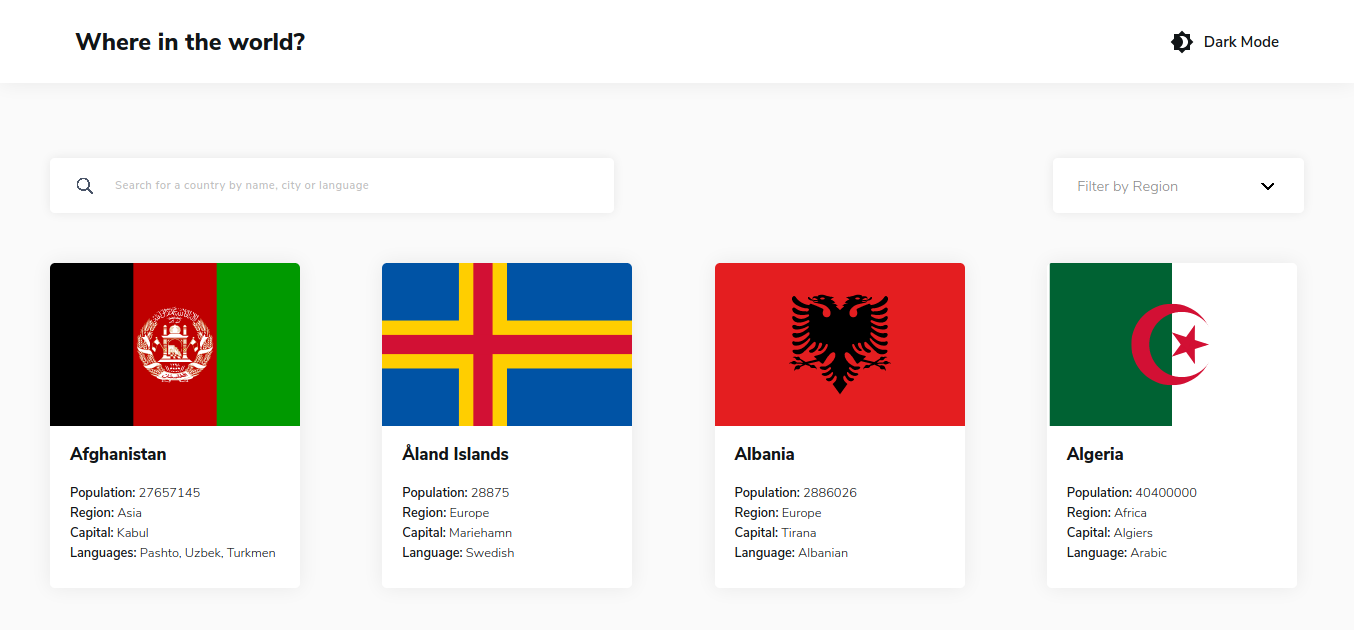 Where in the world?
Dark Mode
Search for a country by name, city or language
Filter by Region
Afghanistan
Population: 27657145
Region: Asia
Capital: Kabul
Languages: Pashto, Uzbek, Turkmen
Åland Islands
Population: 28875
Region: Europe
Capital: Mariehamn
Language: Swedish
Albania
Population: 2886026
Region: Europe
Capital: Tirana
Language: Albanian
Algeria
Population: 40400000
Region: Africa
Capital: Algiers
Language: Arabic